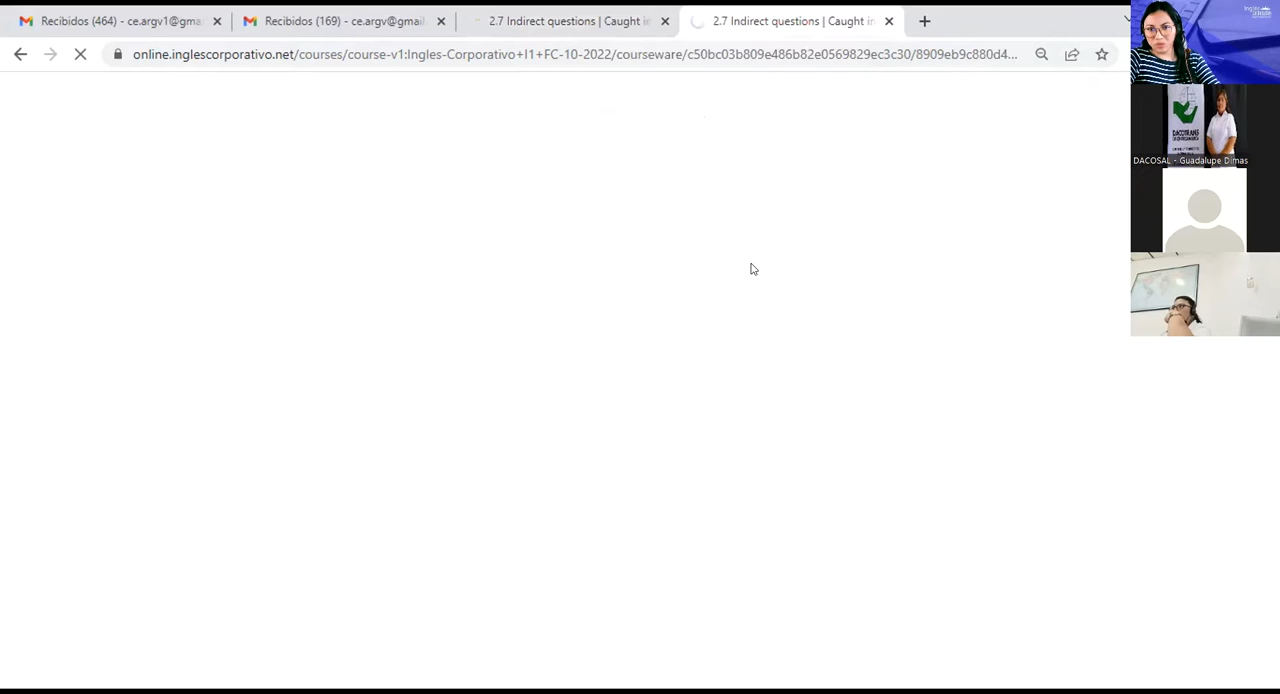 Recibidos (464) - ce.argv1@gma
Recibidos (169) - ce.argv@gmail.
2.7 Indirect questions | Caught in
2.7 Indirect questions | Caught in
online.inglescorporativo.net/courses/course-v1:Ingles-Corporativo+I1+FC-10-2022/courseware/c50bc03b809e486b82e0569829ec3c30/8909eb9c880d4...
DACOTRANS
DACOSAL - Guadalupe Dimas